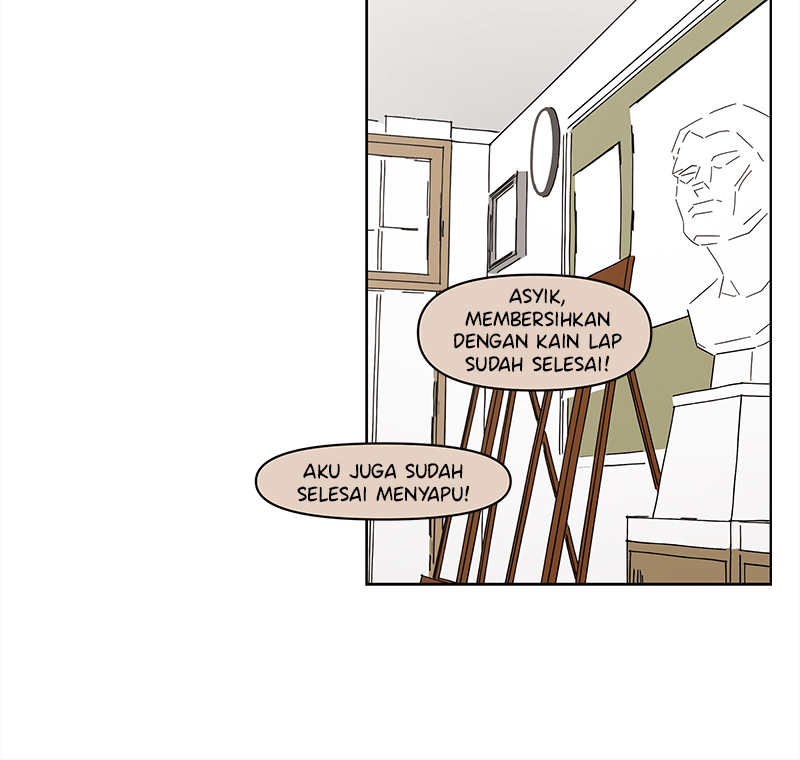 ASYIK,
MEMBERSIHKAN
DENGAN KAIN LAP
SUDAH SELESAI!
AKU JUGA SUDAH
SELESAI MENYAPU!